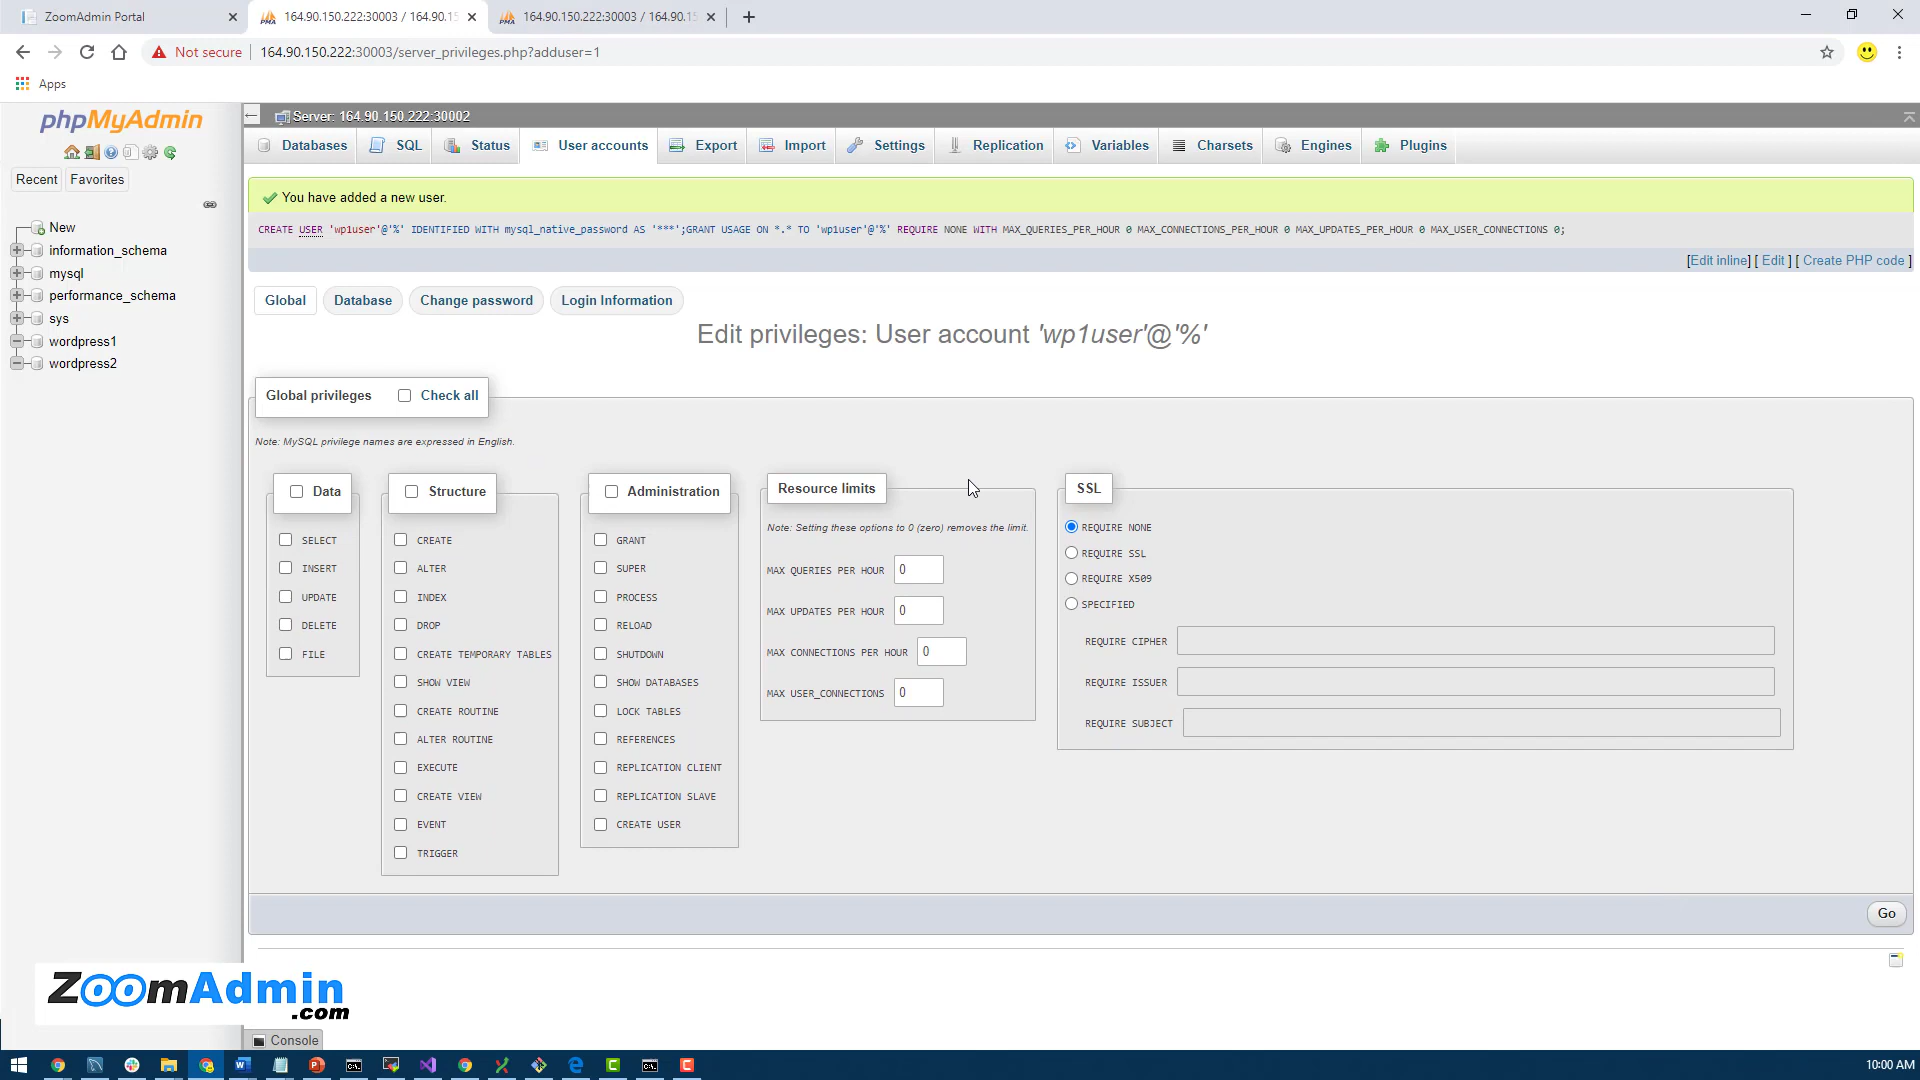 ZoomAdmin Portal
164.90.150.222:30003 / 164.90.15
164.90.150.222:30003 / 164.90.15
Not secure
164.90.150.222:30003/server_privileges.php?adduser=1
Apps
phpMyAdmin
Server: 164.90.150.222:30002
Databases
SQL
Status
User accounts
Export
Import
Settings
Replication
Variables
Charsets
Engines
Plugins
Recent
Favorites
New
information_schema
mysql
performance_schema
sys
wordpress1
wordpress2
You have added a new user.
CREATE USER 'wp1user'@'%' IDENTIFIED WITH mysql_native_password AS '***';GRANT USAGE ON *.* TO 'wp1user'@'%' REQUIRE NONE WITH MAX_QUERIES_PER_HOUR 0 MAX_CONNECTIONS_PER_HOUR 0 MAX_UPDATES_PER_HOUR 0 MAX_USER_CONNECTIONS 0;
[Edit inline] [ Edit ] [ Create PHP code ]
Global
Database
Change password
Login Information
Edit privileges: User account 'wp1user'@'%'
Global privileges
Check all
Note: MySQL privilege names are expressed in English.
Data
SELECT
INSERT
UPDATE
DELETE
FILE
Structure
CREATE
ALTER
INDEX
DROP
CREATE TEMPORARY TABLES
SHOW VIEW
CREATE ROUTINE
ALTER ROUTINE
EXECUTE
CREATE VIEW
EVENT
TRIGGER
Administration
GRANT
SUPER
PROCESS
RELOAD
SHUTDOWN
SHOW DATABASES
LOCK TABLES
REFERENCES
REPLICATION CLIENT
REPLICATION SLAVE
CREATE USER
Resource limits
Note: Setting these options to 0 (zero) removes the limit.
MAX QUERIES PER HOUR 0
MAX UPDATES PER HOUR 0
MAX CONNECTIONS PER HOUR 0
MAX USER_CONNECTIONS 0
SSL
REQUIRE NONE
REQUIRE SSL
REQUIRE X509
SPECIFIED
REQUIRE CIPHER
REQUIRE ISSUER
REQUIRE SUBJECT
Go
ZoomAdmin
.com
Console
10:00 AM